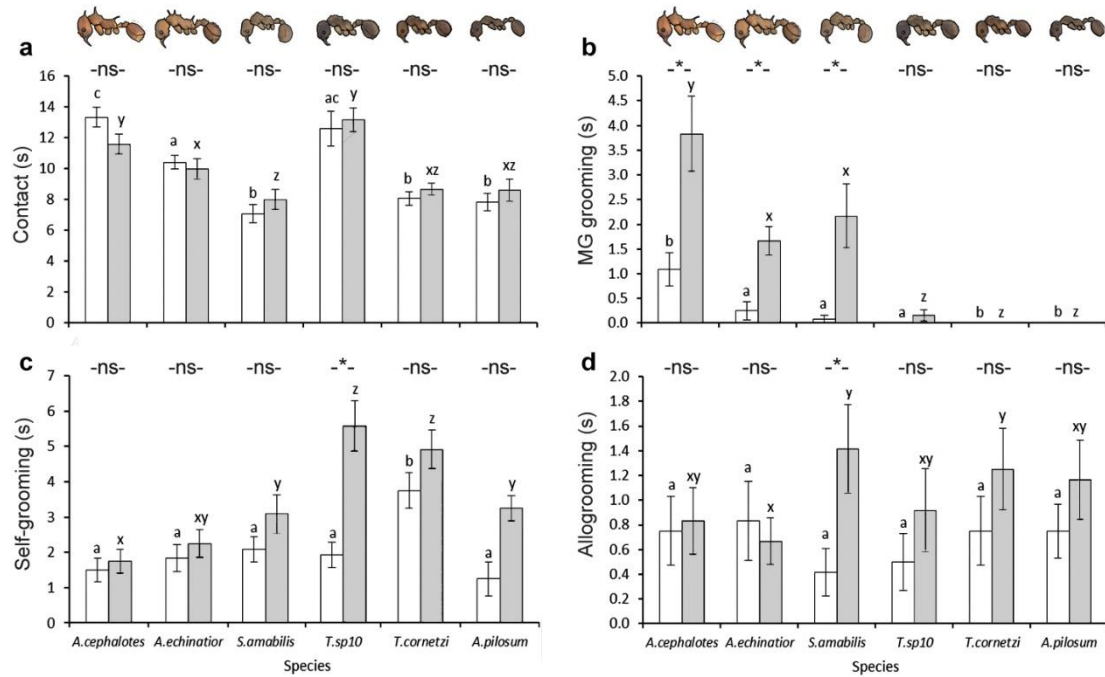 a
-ns- -ns- -ns- -ns- -ns- -ns-
16
14
12
10
8
6
4
2
0
Contact (s)
c y a x b z ac y b xz b xz
b
-*- -*- -*- -ns- -ns- -ns-
5.0
4.5
4.0
3.5
3.0
2.5
2.0
1.5
1.0
0.5
0.0
MG grooming (s)
b y a x a x a z b z b z
c
-ns- -ns- -ns- -*- -ns- -ns-
7
6
5
4
3
2
1
0
Self-grooming (s)
a x a xy a y a z b z a y
A.cephalotes A.echinatior S.amabilis T.sp10 T.cornetzi A.pilosum
Species
d
-ns- -ns- -*- -ns- -ns- -ns-
2.0
1.8
1.6
1.4
1.2
1.0
0.8
0.6
0.4
0.2
0.0
Allogrooming (s)
a xy a x a y a xy a y a xy
A.cephalotes A.echinatior S.amabilis T.sp10 T.cornetzi A.pilosum
Species